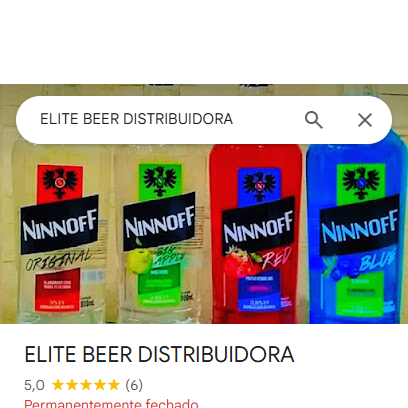 ELITE BEER DISTRIBUIDORA
NINNOFF NINNOFF NINNOFF NINNOFF
ORIGINAL BIG APPLE RED BLUE
ELITE BEER DISTRIBUIDORA
5,0 (6)
Permanentemente fechado